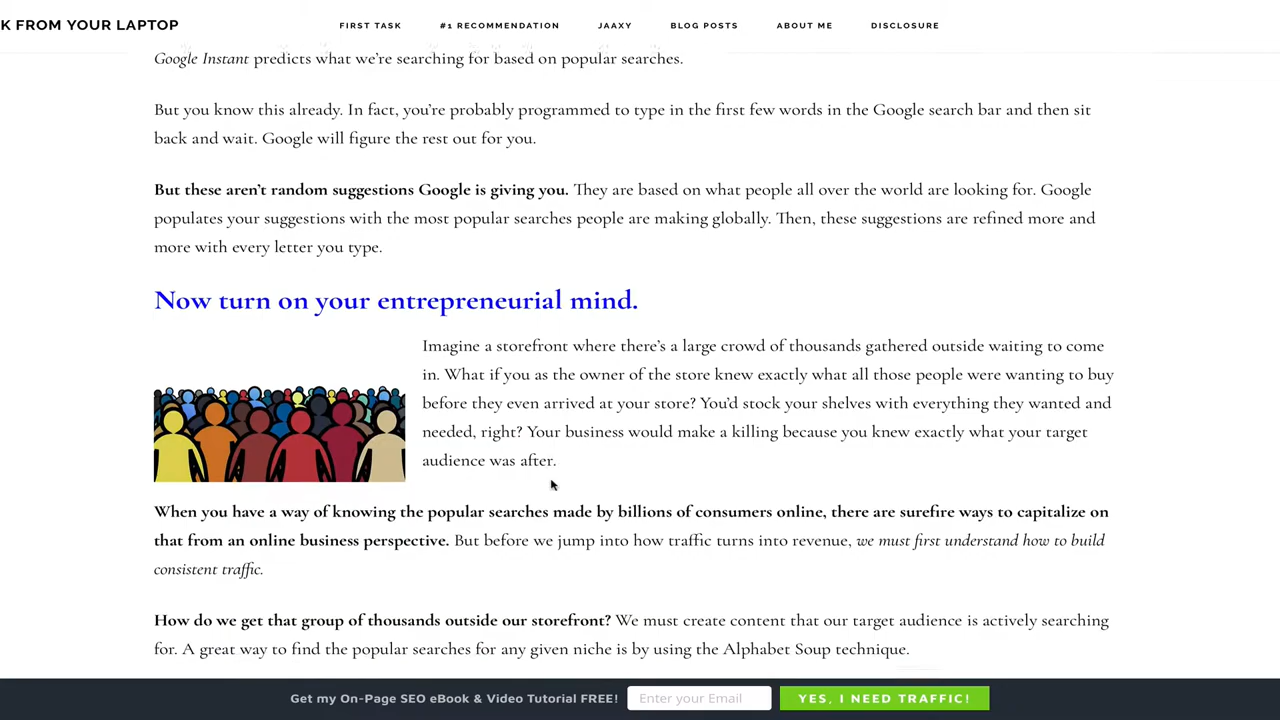 K FROM YOUR LAPTOP
FIRST TASK
#1 RECOMMENDATION
JAAXY
BLOG POSTS
ABOUT ME
DISCLOSURE
Google Instant predicts what we're searching for based on popular searches.
But you know this already. In fact, you're probably programmed to type in the first few words in the Google search bar and then sit
back and wait. Google will figure the rest out for you.
But these aren't random suggestions Google is giving you. They are based on what people all over the world are looking for. Google
populates your suggestions with the most popular searches people are making globally. Then, these suggestions are refined more and
more with every letter you type.
Now turn on your entrepreneurial mind.
Imagine a storefront where there's a large crowd of thousands gathered outside waiting to come
in. What if you as the owner of the store knew exactly what all those people were wanting to buy
before they even arrived at your store? You'd stock your shelves with everything they wanted and
needed, right? Your business would make a killing because you knew exactly what your target
audience was after.
When you have a way of knowing the popular searches made by billions of consumers online, there are surefire ways to capitalize on
that from an online business perspective. But before we jump into how traffic turns into revenue, we must first understand how to build
consistent traffic.
How do we get that group of thousands outside our storefront? We must create content that our target audience is actively searching
for. A great way to find the popular searches for any given niche is by using the Alphabet Soup technique.
Get my On-Page SEO eBook & Video Tutorial FREE!
Enter your Email
YES, I NEED TRAFFIC!